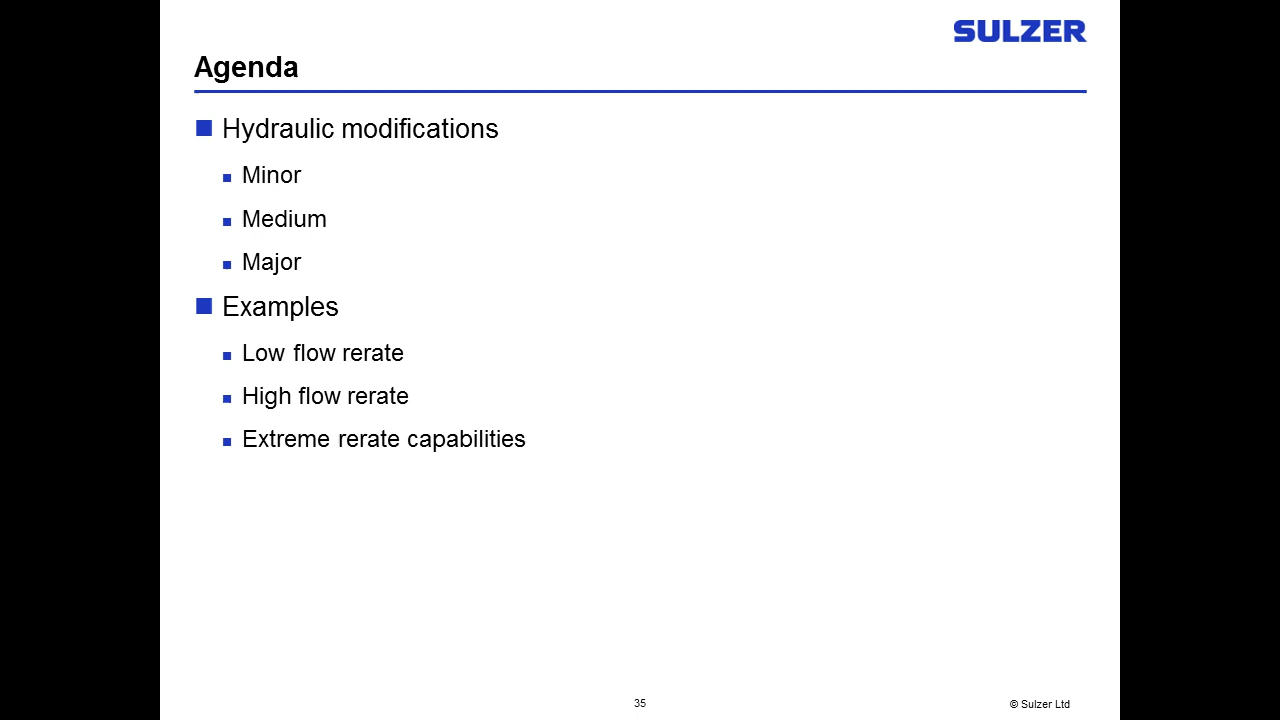 SULZER
Agenda
Hydraulic modifications
Minor
Medium
Major
Examples
Low flow rerate
High flow rerate
Extreme rerate capabilities
35
© Sulzer Ltd